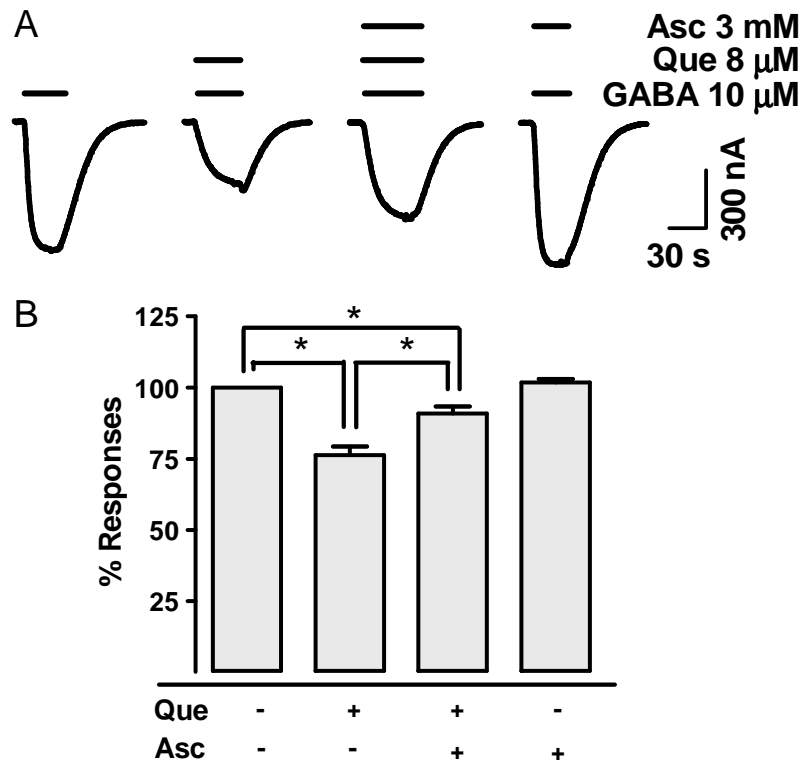 A
Asc 3 mM
Que 8 μM
GABA 10 μM
300 nA
30 s
B
*
* *
125
100
75
50
25
% Responses
Que - + + -
Asc - - + +